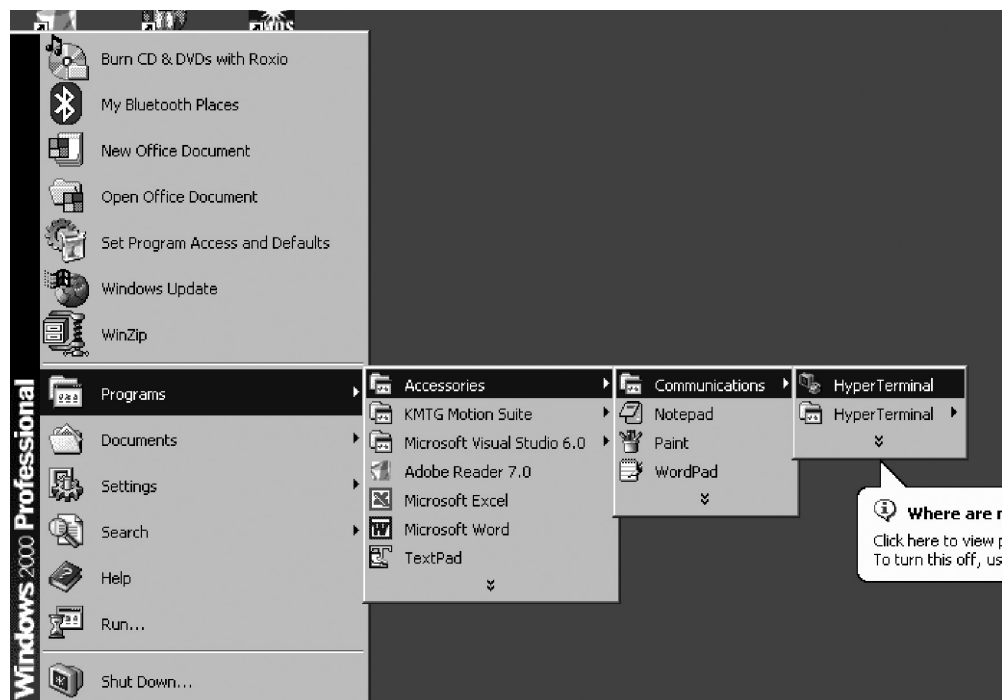 Burn CD & DVDs with Roxio
My Bluetooth Places
New Office Document
Open Office Document
Set Program Access and Defaults
Windows Update
WinZip
Programs
Documents
Settings
Search
Help
Run...
Shut Down...
Windows 2000 Professional
Accessories
KMTG Motion Suite
Microsoft Visual Studio 6.0
Adobe Reader 7.0
Microsoft Excel
Microsoft Word
TextPad
Communications
Notepad
Paint
WordPad
HyperTerminal
HyperTerminal
Where are
Click here to view
To turn this off,